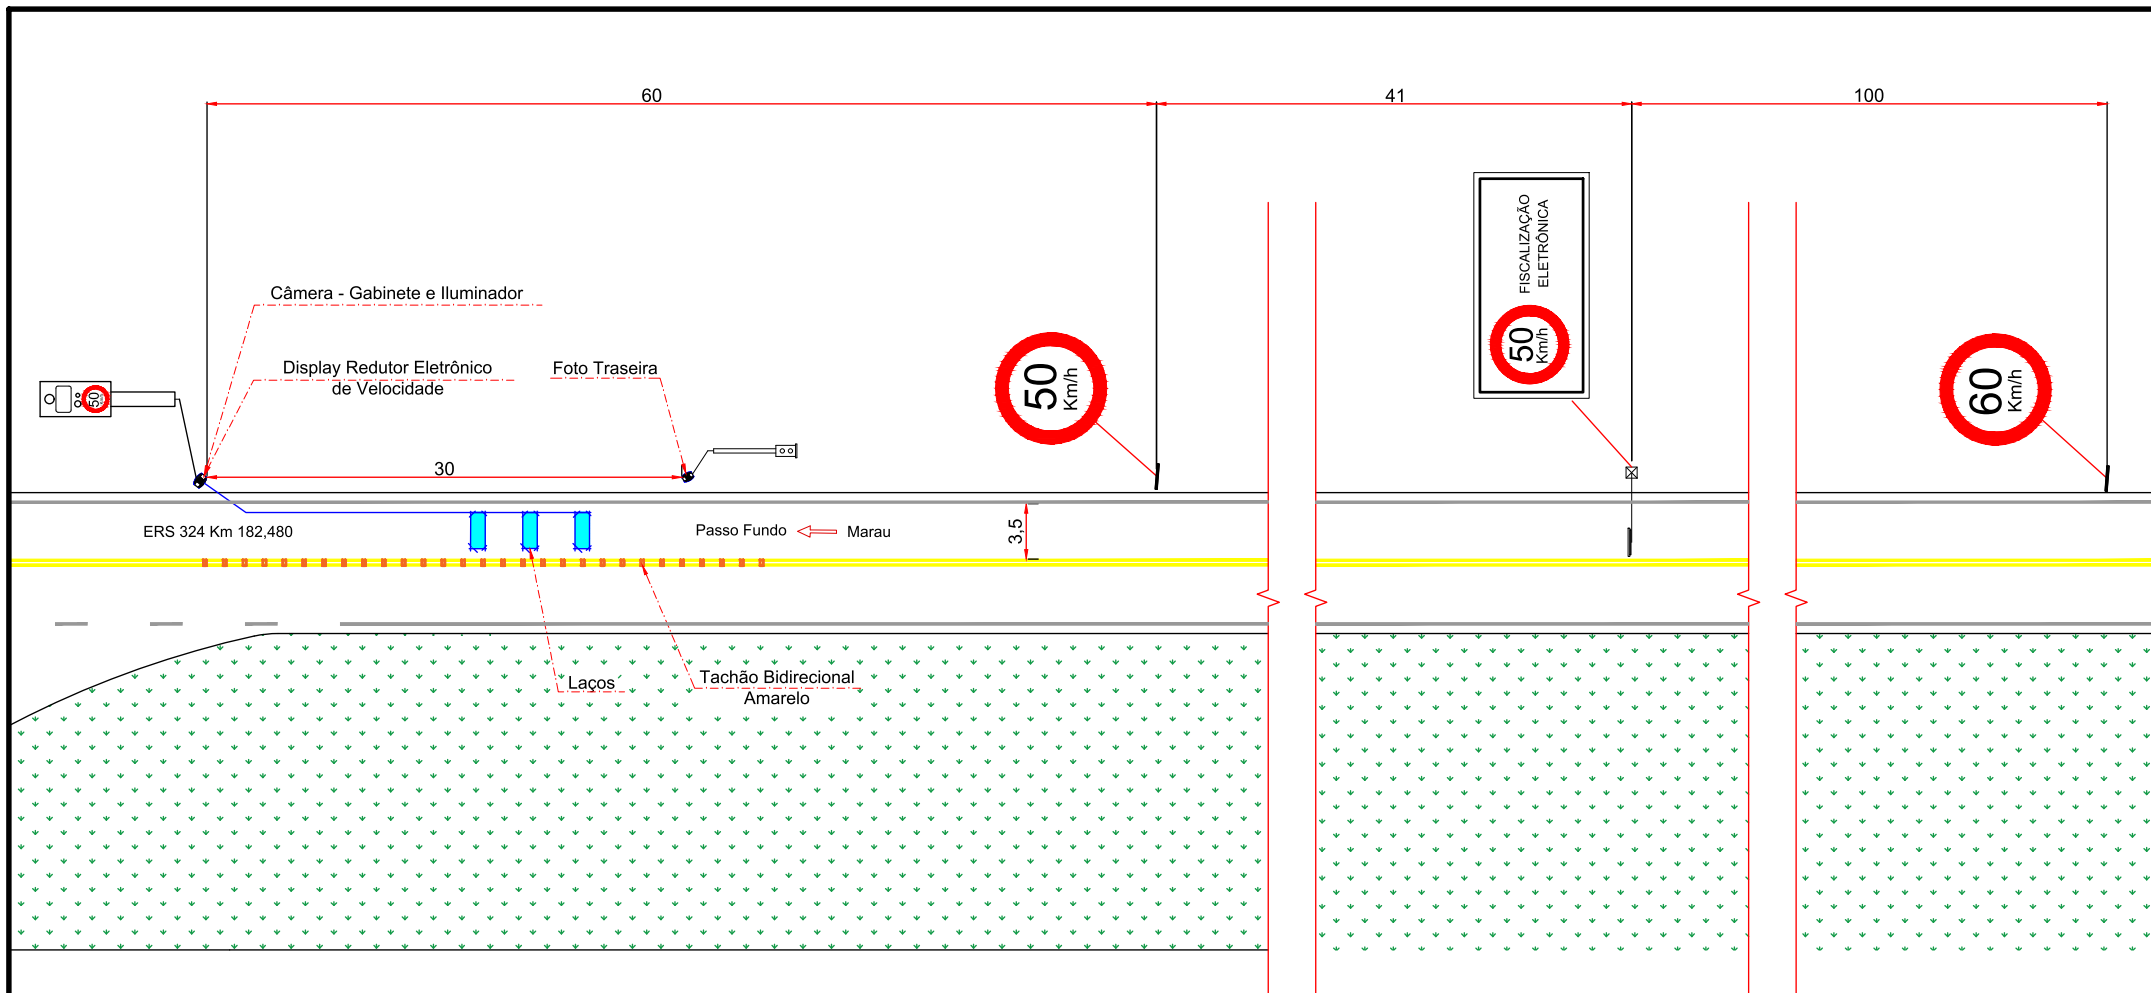 60
41
100
FISCALIZAÇÃO
ELETRÔNICA
50
Km/h
Câmera - Gabinete e Iluminador
Display Redutor Eletrônico
de Velocidade
Foto Traseira
50
50
Km/h
60
Km/h
30
ERS 324 Km 182,480
Passo Fundo
Marau
3,5
Laços
Tachão Bidirecional
Amarelo